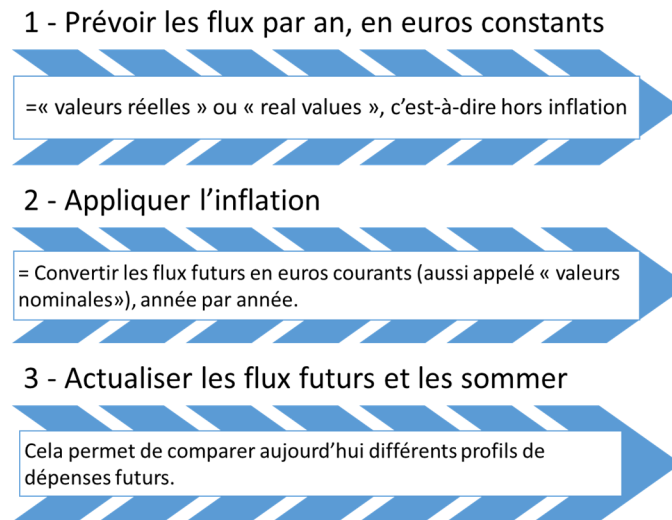 1 - Prévoir les flux par an, en euros constants
=« valeurs réelles » ou « real values », c’est-à-dire hors inflation
2 - Appliquer l’inflation
= Convertir les flux futurs en euros courants (aussi appelé « valeurs
nominales»), année par année.
3 - Actualiser les flux futurs et les sommer
Cela permet de comparer aujourd’hui différents profils de
dépenses futurs.